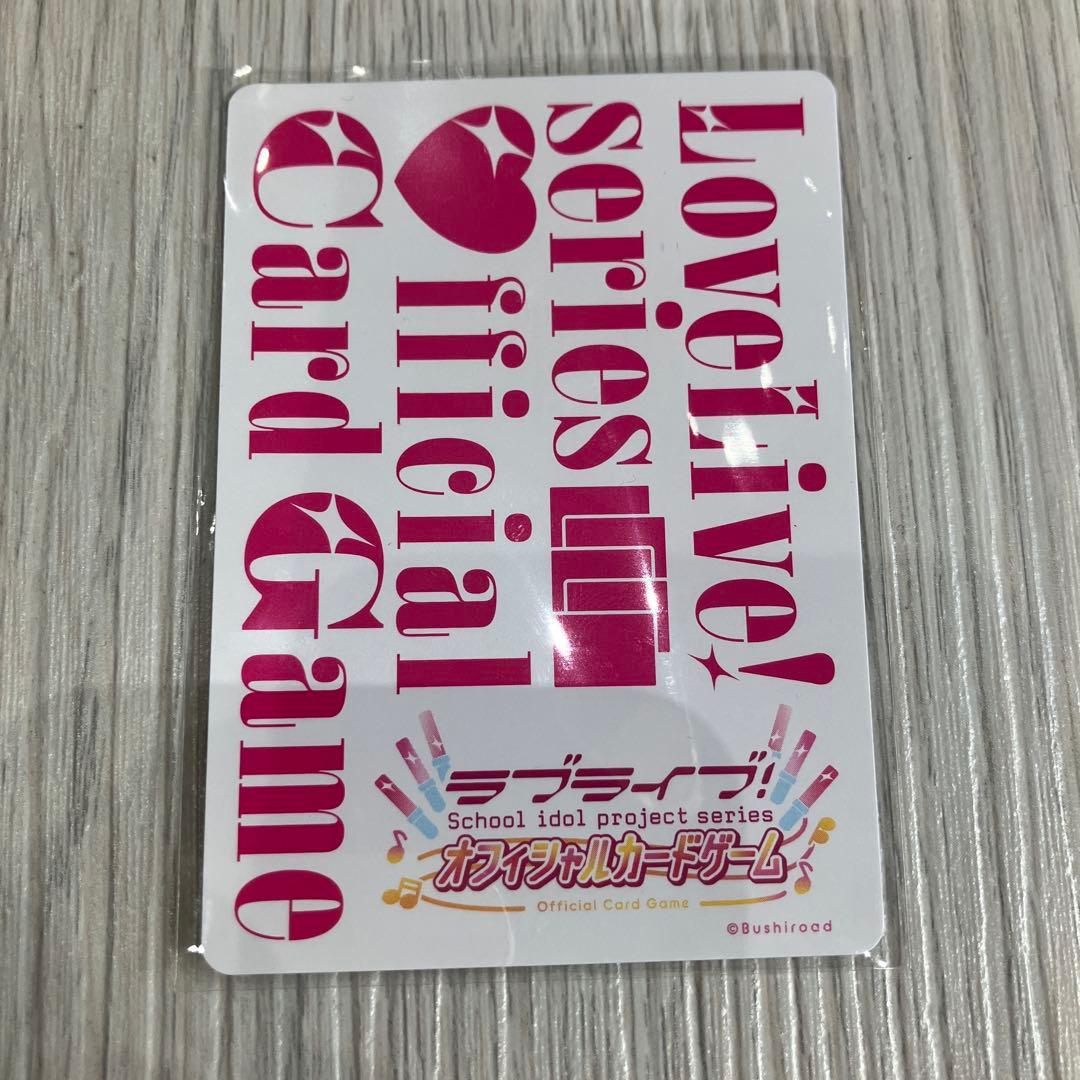 LoveLive!
series
♥fficial
Card Game
ラブライブ!
School idol project series
オフィシャルカードゲーム
Official Card Game
©Bushiroad